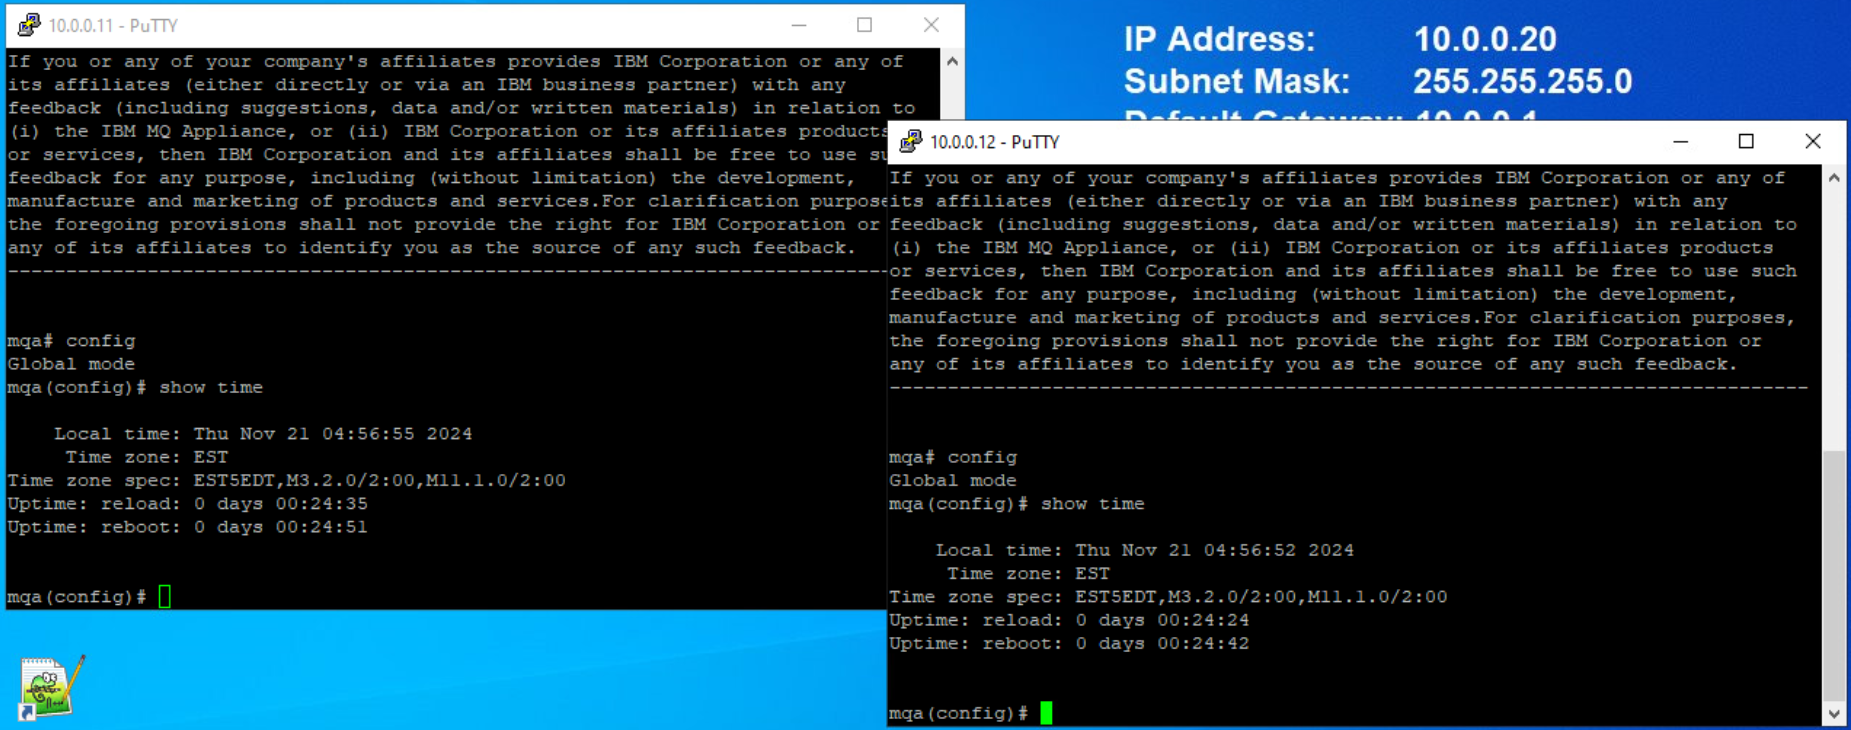 10.0.0.11 - PuTTY
If you or any of your company's affiliates provides IBM Corporation or any of
its affiliates (either directly or via an IBM business partner) with any
feedback (including suggestions, data and/or written materials) in relation to
(i) the IBM MQ Appliance, or (ii) IBM Corporation or its affiliates products
or services, then IBM Corporation and its affiliates shall be free to use
feedback for any purpose, including (without limitation) the development,
manufacture and marketing of products and services.For clarification purpose
the foregoing provisions shall not provide the right for IBM Corporation or
any of its affiliates to identify you as the source of any such feedback.
--------------------------------------------------------------------------
mqa# config
Global mode
mqa(config)# show time
Local time: Thu Nov 21 04:56:55 2024
Time zone: EST
Time zone spec: EST5EDT,M3.2.0/2:00,M11.1.0/2:00
Uptime: reload: 0 days 00:24:35
Uptime: reboot: 0 days 00:24:51
mqa(config)#
IP Address: 10.0.0.20
Subnet Mask: 255.255.255.0
Default Gateway: 10.0.0.1
10.0.0.12 - PuTTY
If you or any of your company's affiliates provides IBM Corporation or any of
its affiliates (either directly or via an IBM business partner) with any
feedback (including suggestions, data and/or written materials) in relation to
(i) the IBM MQ Appliance, or (ii) IBM Corporation or its affiliates products
or services, then IBM Corporation and its affiliates shall be free to use such
feedback for any purpose, including (without limitation) the development,
manufacture and marketing of products and services.For clarification purposes,
the foregoing provisions shall not provide the right for IBM Corporation or
any of its affiliates to identify you as the source of any such feedback.
-------------------------------------------------------------------------------
mqa# config
Global mode
mqa(config)# show time
Local time: Thu Nov 21 04:56:52 2024
Time zone: EST
Time zone spec: EST5EDT,M3.2.0/2:00,M11.1.0/2:00
Uptime: reload: 0 days 00:24:24
Uptime: reboot: 0 days 00:24:42
mqa(config)#